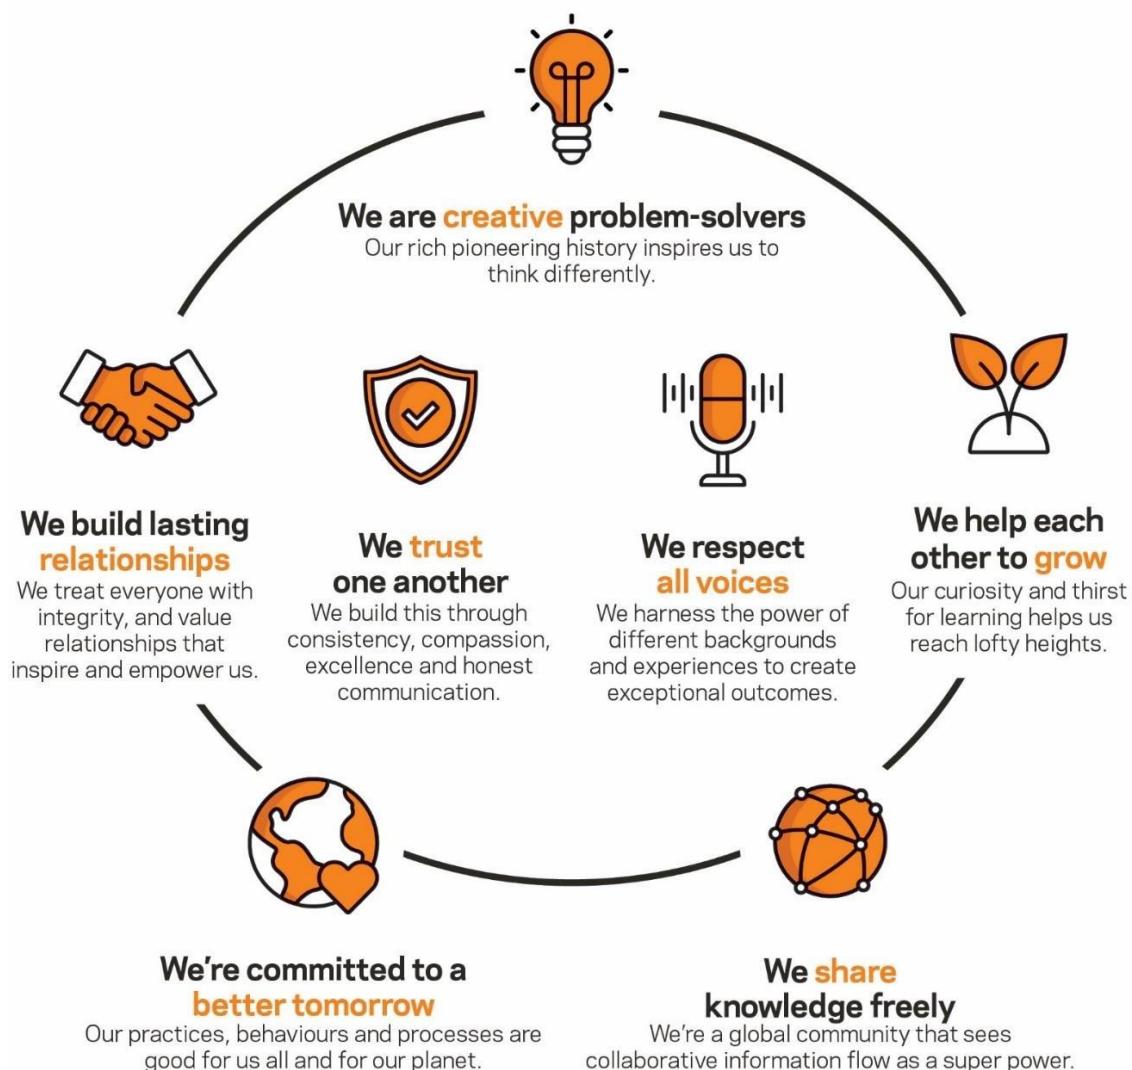 We are creative problem-solvers
Our rich pioneering history inspires us to
think differently.
We build lasting
relationships
We treat everyone with
integrity, and value
relationships that
inspire and empower us.
We trust
one another
We build this through
consistency, compassion,
excellence and honest
communication.
We respect
all voices
We harness the power of
different backgrounds
and experiences to create
exceptional outcomes.
We help each
other to grow
Our curiosity and thirst
for learning helps us
reach lofty heights.
We're committed to a
better tomorrow
Our practices, behaviours and processes are
good for us all and for our planet.
We share
knowledge freely
We're a global community that sees
collaborative information flow as a super power.